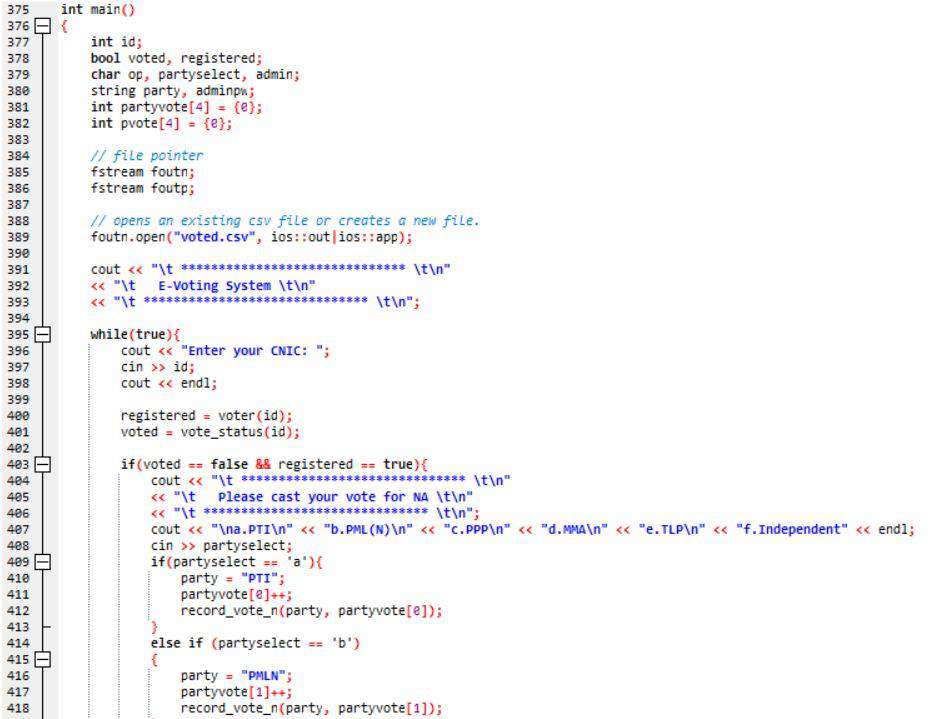 375 int main()
376 {
377 int id;
378 bool voted, registered;
379 char op, partyselect, admin;
380 string party, adminpw;
381 int partyvote[4] = {0};
382 int pvote[4] = {0};
383
384 // file pointer
385 fstream foutn;
386 fstream foutp;
387
388 // opens an existing csv file or creates a new file.
389 foutn.open("voted.csv", ios::out|ios::app);
390
391 cout << "\t ****************************** \t\n"
392 << "\t   E-Voting System \t\n"
393 << "\t ****************************** \t\n";
394
395 while(true){
396 cout << "Enter your CNIC: ";
397 cin >> id;
398 cout << endl;
399
400 registered = voter(id);
401 voted = vote_status(id);
402
403 if(voted == false && registered == true){
404 cout << "\t ****************************** \t\n"
405 << "\t   Please cast your vote for NA \t\n"
406 << "\t ****************************** \t\n";
407 cout << "\na.PTI\n" << "b.PML(N)\n" << "c.PPP\n" << "d.MMA\n" << "e.TLP\n" << "f.Independent" << endl;
408 cin >> partyselect;
409 if(partyselect == 'a'){
410 party = "PTI";
411 partyvote[0]++;
412 record_vote_n(party, partyvote[0]);
413 }
414 else if (partyselect == 'b')
415 {
416 party = "PMLN";
417 partyvote[1]++;
418 record_vote_n(party, partyvote[1]);